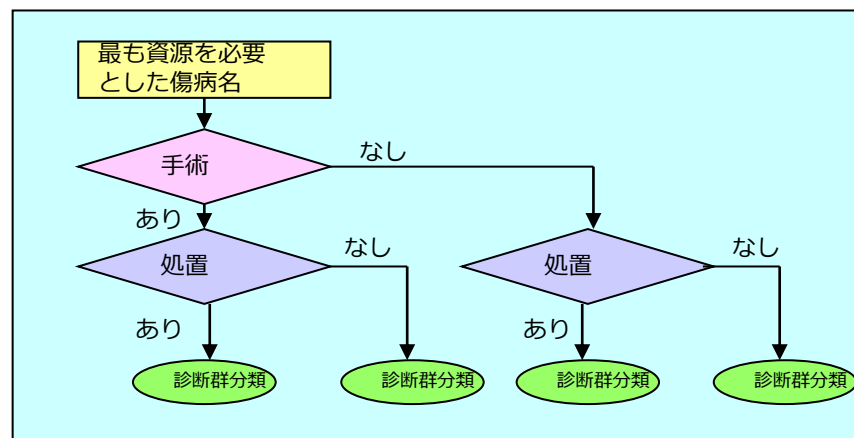 最も資源を必要
とした傷病名
手術
なし
あり
処置
なし
処置
なし
あり
あり
診断群分類
診断群分類
診断群分類
診断群分類